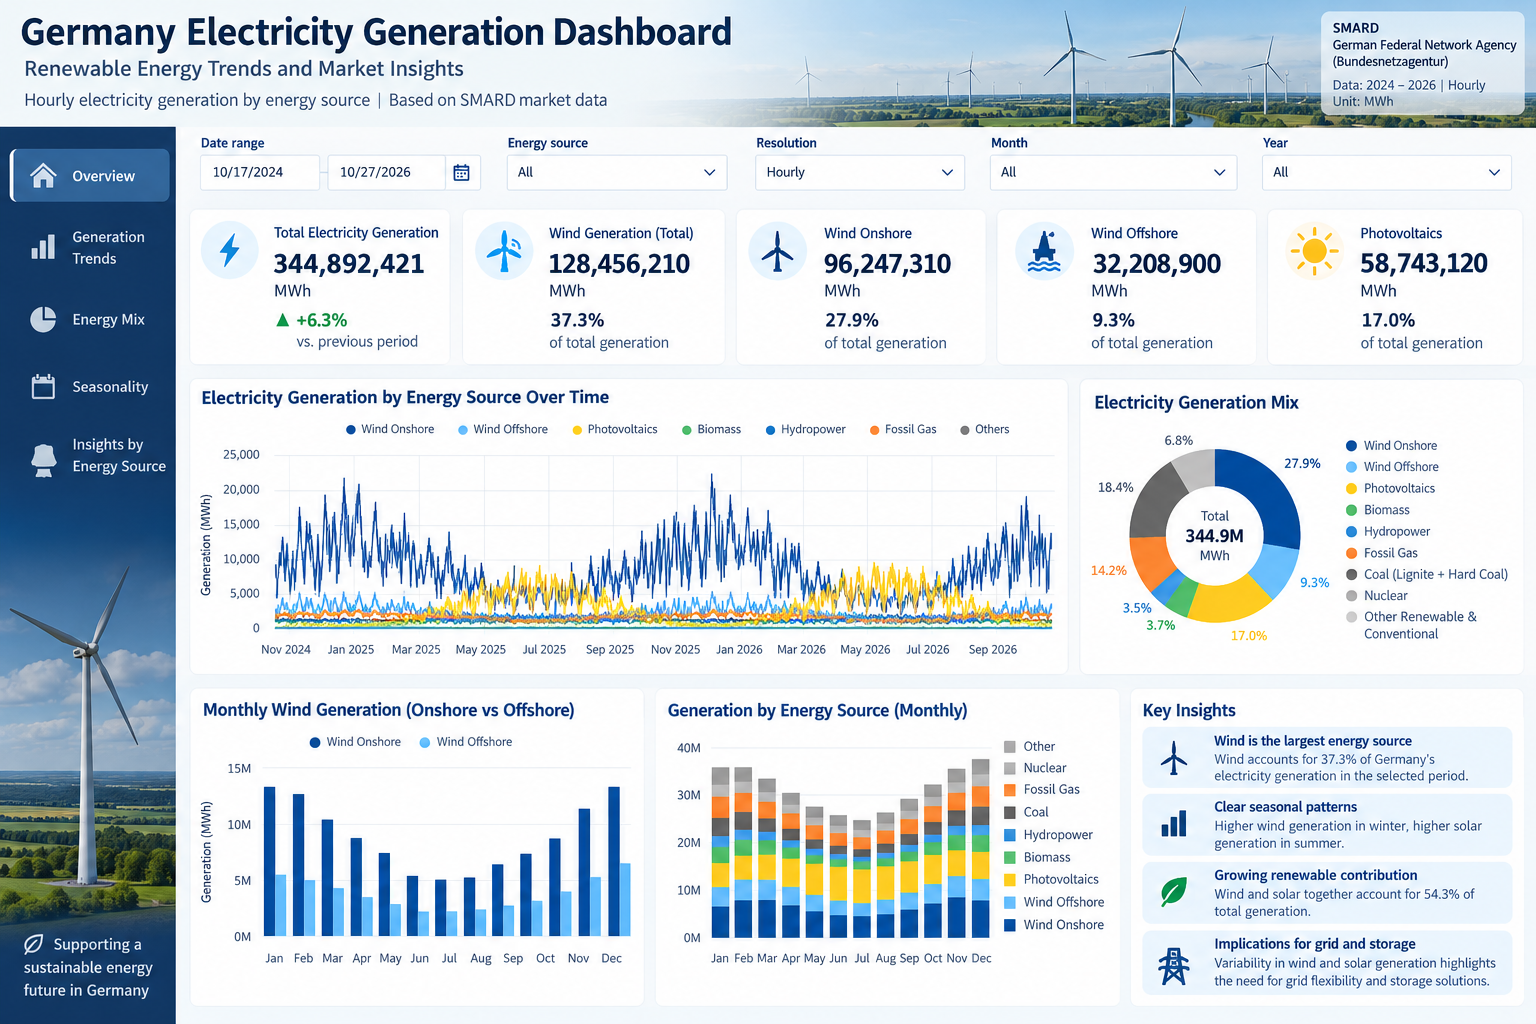 Germany Electricity Generation Dashboard
Renewable Energy Trends and Market Insights
Hourly electricity generation by energy source | Based on SMARD market data
SMARD
German Federal Network Agency
(Bundesnetzagentur)
Data: 2024 – 2026 | Hourly
Unit: MWh
Overview
Generation
Trends
Energy Mix
Seasonality
Insights by
Energy Source
Supporting a
sustainable energy
future in Germany
Date range
10/17/2024
10/27/2026
Energy source
All
Resolution
Hourly
Month
All
Year
All
Total Electricity Generation
344,892,421
MWh
▲ +6.3%
vs. previous period
Wind Generation (Total)
128,456,210
MWh
37.3%
of total generation
Wind Onshore
96,247,310
MWh
27.9%
of total generation
Wind Offshore
32,208,900
MWh
9.3%
of total generation
Photovoltaics
58,743,120
MWh
17.0%
of total generation
Electricity Generation by Energy Source Over Time
Wind Onshore Wind Offshore Photovoltaics Biomass Hydropower Fossil Gas Others
Generation (MWh)
25,000
20,000
15,000
10,000
5,000
0
Nov 2024 Jan 2025 Mar 2025 May 2025 Jul 2025 Sep 2025 Nov 2025 Jan 2026 Mar 2026 May 2026 Jul 2026 Sep 2026
Electricity Generation Mix
6.8%
27.9%
18.4%
Total
344.9M
MWh
14.2%
9.3%
3.5%
3.7%
17.0%
Wind Onshore
Wind Offshore
Photovoltaics
Biomass
Hydropower
Fossil Gas
Coal (Lignite + Hard Coal)
Nuclear
Other Renewable &
Conventional
Monthly Wind Generation (Onshore vs Offshore)
Wind Onshore Wind Offshore
Generation (MWh)
15M
10M
5M
0M
Jan Feb Mar Apr May Jun Jul Aug Sep Oct Nov Dec
Generation by Energy Source (Monthly)
40M
30M
20M
10M
0M
Jan Feb Mar Apr May Jun Jul Aug Sep Oct Nov Dec
Other
Nuclear
Fossil Gas
Coal
Hydropower
Biomass
Photovoltaics
Wind Offshore
Wind Onshore
Key Insights
Wind is the largest energy source
Wind accounts for 37.3% of Germany's
electricity generation in the selected period.
Clear seasonal patterns
Higher wind generation in winter, higher solar
generation in summer.
Growing renewable contribution
Wind and solar together account for 54.3% of
total generation.
Implications for grid and storage
Variability in wind and solar generation highlights
the need for grid flexibility and storage solutions.